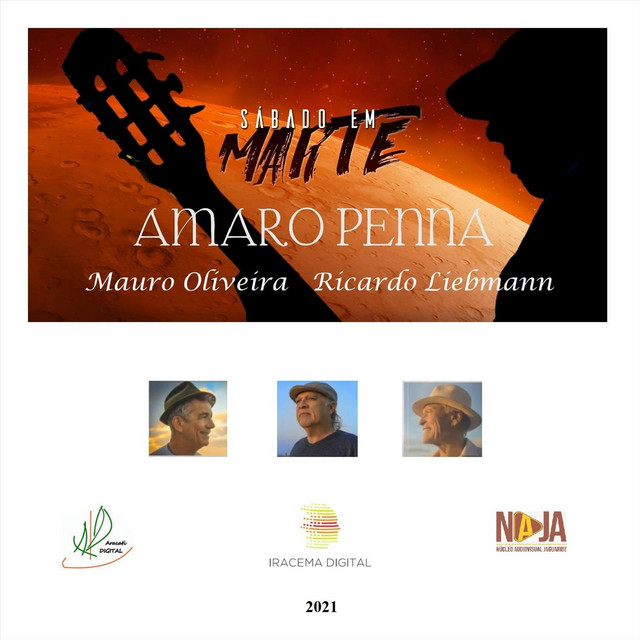 SÁBADO EM
MARTE
AMARO PENNA
Mauro Oliveira Ricardo Liebmann
Aracati
DIGITAL
IRACEMA DIGITAL
NAJA
NÚCLEO AUDIOVISUAL JAGUARIBE
2021